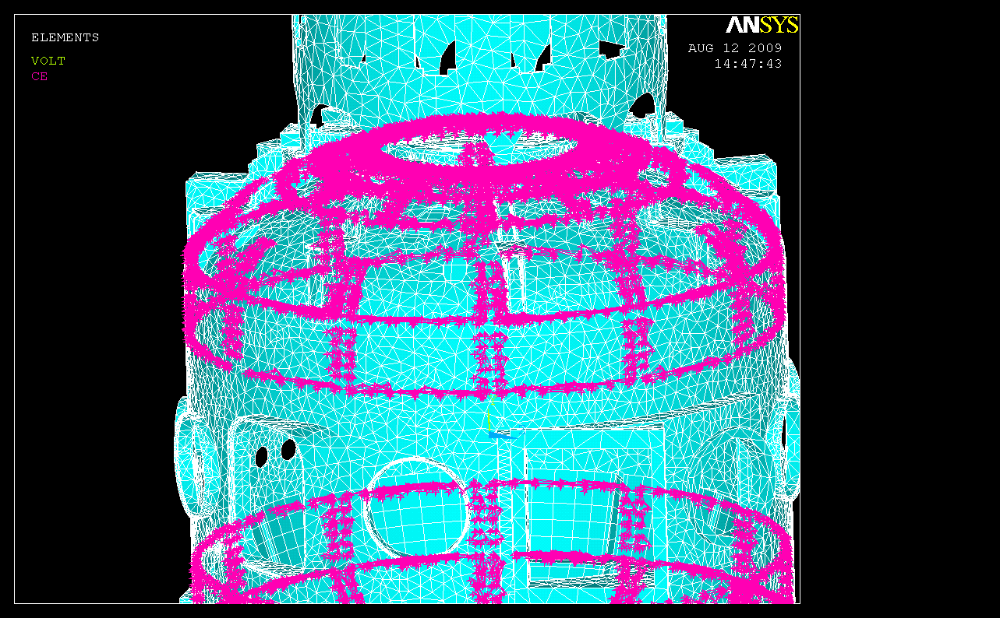 ELEMENTS
VOLT
CE
ANSYS
AUG 12 2009
14:47:43